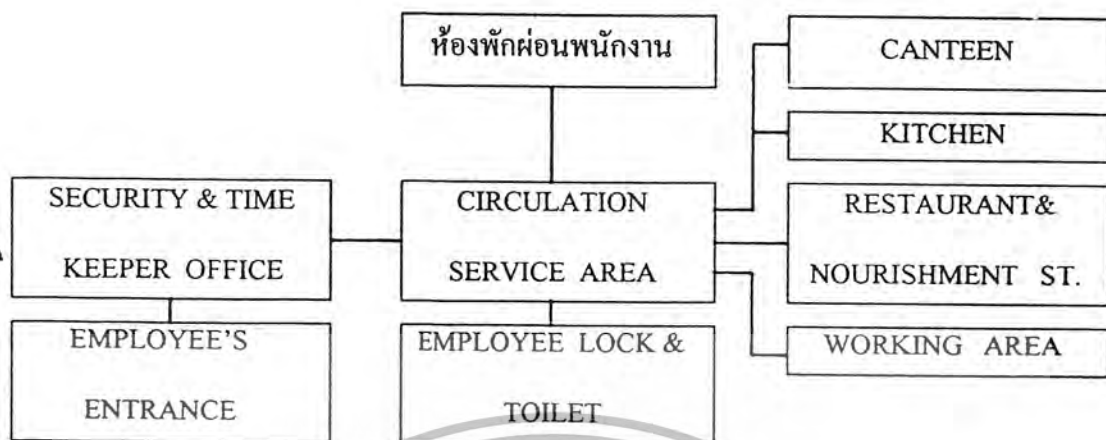 ห้องพักผ่อนพนักงาน
CANTEEN
KITCHEN
SECURITY & TIME
KEEPER OFFICE
CIRCULATION
SERVICE AREA
RESTAURANT&
NOURISHMENT ST.
EMPLOYEE'S
ENTRANCE
EMPLOYEE LOCK &
TOILET
WORKING AREA